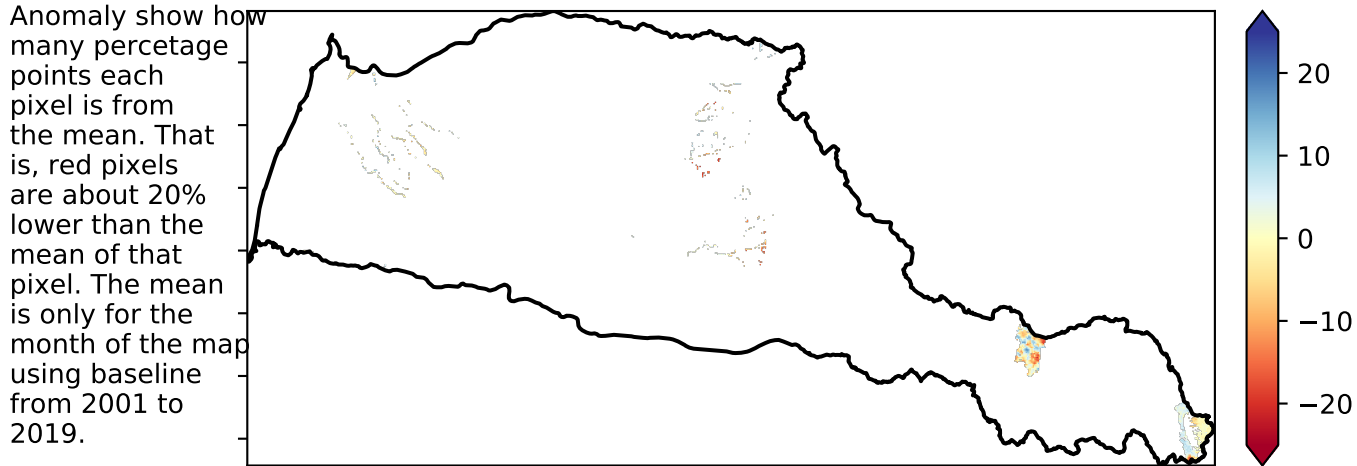 Anomaly show how
many percetage
points each
pixel is from
the mean. That
is, red pixels
are about 20%
lower than the
mean of that
pixel. The mean
is only for the
month of the map
using baseline
from 2001 to
2019.
20
10
0
−10
−20